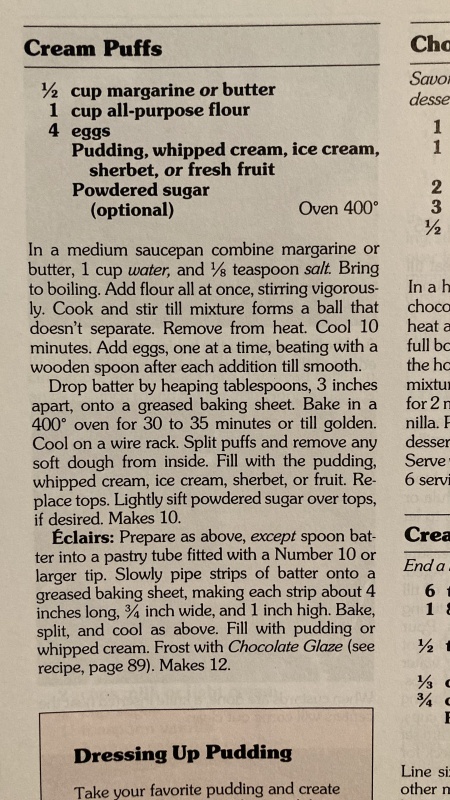 Cream Puffs
½ cup margarine or butter
1 cup all-purpose flour
4 eggs
Pudding, whipped cream, ice cream,
sherbet, or fresh fruit
Powdered sugar
(optional) Oven 400°
In a medium saucepan combine margarine or
butter, 1 cup water, and ⅛ teaspoon salt. Bring
to boiling. Add flour all at once, stirring vigorous-
ly. Cook and stir till mixture forms a ball that
doesn't separate. Remove from heat. Cool 10
minutes. Add eggs, one at a time, beating with a
wooden spoon after each addition till smooth.
Drop batter by heaping tablespoons, 3 inches
apart, onto a greased baking sheet. Bake in a
400° oven for 30 to 35 minutes or till golden.
Cool on a wire rack. Split puffs and remove any
soft dough from inside. Fill with the pudding,
whipped cream, ice cream, sherbet, or fruit. Re-
place tops. Lightly sift powdered sugar over tops,
if desired. Makes 10.
Éclairs: Prepare as above, except spoon bat-
ter into a pastry tube fitted with a Number 10 or
larger tip. Slowly pipe strips of batter onto a
greased baking sheet, making each strip about 4
inches long, ¾ inch wide, and 1 inch high. Bake,
split, and cool as above. Fill with pudding or
whipped cream. Frost with Chocolate Glaze (see
recipe, page 89). Makes 12.
Dressing Up Pudding
Take your favorite pudding and create
Cho
Savor
desse
1
1
2
3
½
In a h
choco
heat a
full bo
the ho
mixtur
for 2 m
nilla. F
desser
Serve
6 servi
Crea
End a
6
1 8
½
⅓
¾
Line siz
other m